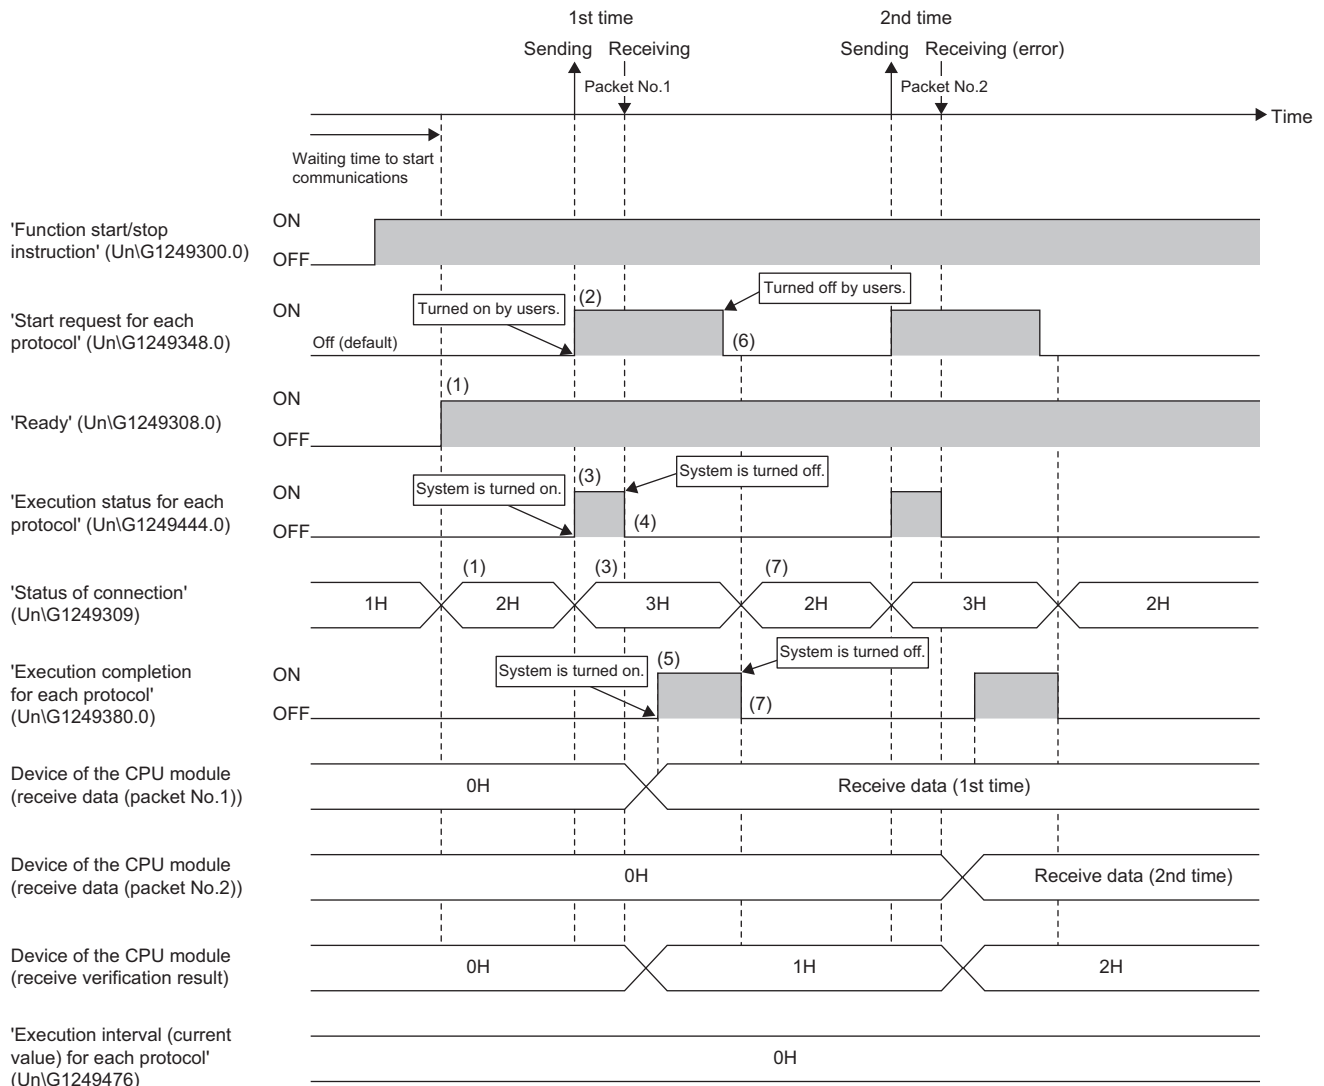 1st time
2nd time
Sending Receiving
Sending Receiving (error)
Packet No.1
Packet No.2
Time
Waiting time to start
communications
'Function start/stop
instruction' (Un\G1249300.0)
ON
OFF
'Start request for each
protocol' (Un\G1249348.0)
ON
Off (default)
Turned on by users.
(2)
Turned off by users.
(6)
'Ready' (Un\G1249308.0)
ON
OFF
(1)
'Execution status for each
protocol' (Un\G1249444.0)
ON
OFF
System is turned on.
(3)
System is turned off.
(4)
'Status of connection'
(Un\G1249309)
(1)
(3)
(7)
1H
2H
3H
2H
3H
2H
'Execution completion
for each protocol'
(Un\G1249380.0)
ON
OFF
System is turned on.
(5)
System is turned off.
(7)
Device of the CPU module
(receive data (packet No.1))
0H
Receive data (1st time)
Device of the CPU module
(receive data (packet No.2))
0H
Receive data (2nd time)
Device of the CPU module
(receive verification result)
0H
1H
2H
'Execution interval (current
value) for each protocol'
(Un\G1249476)
0H